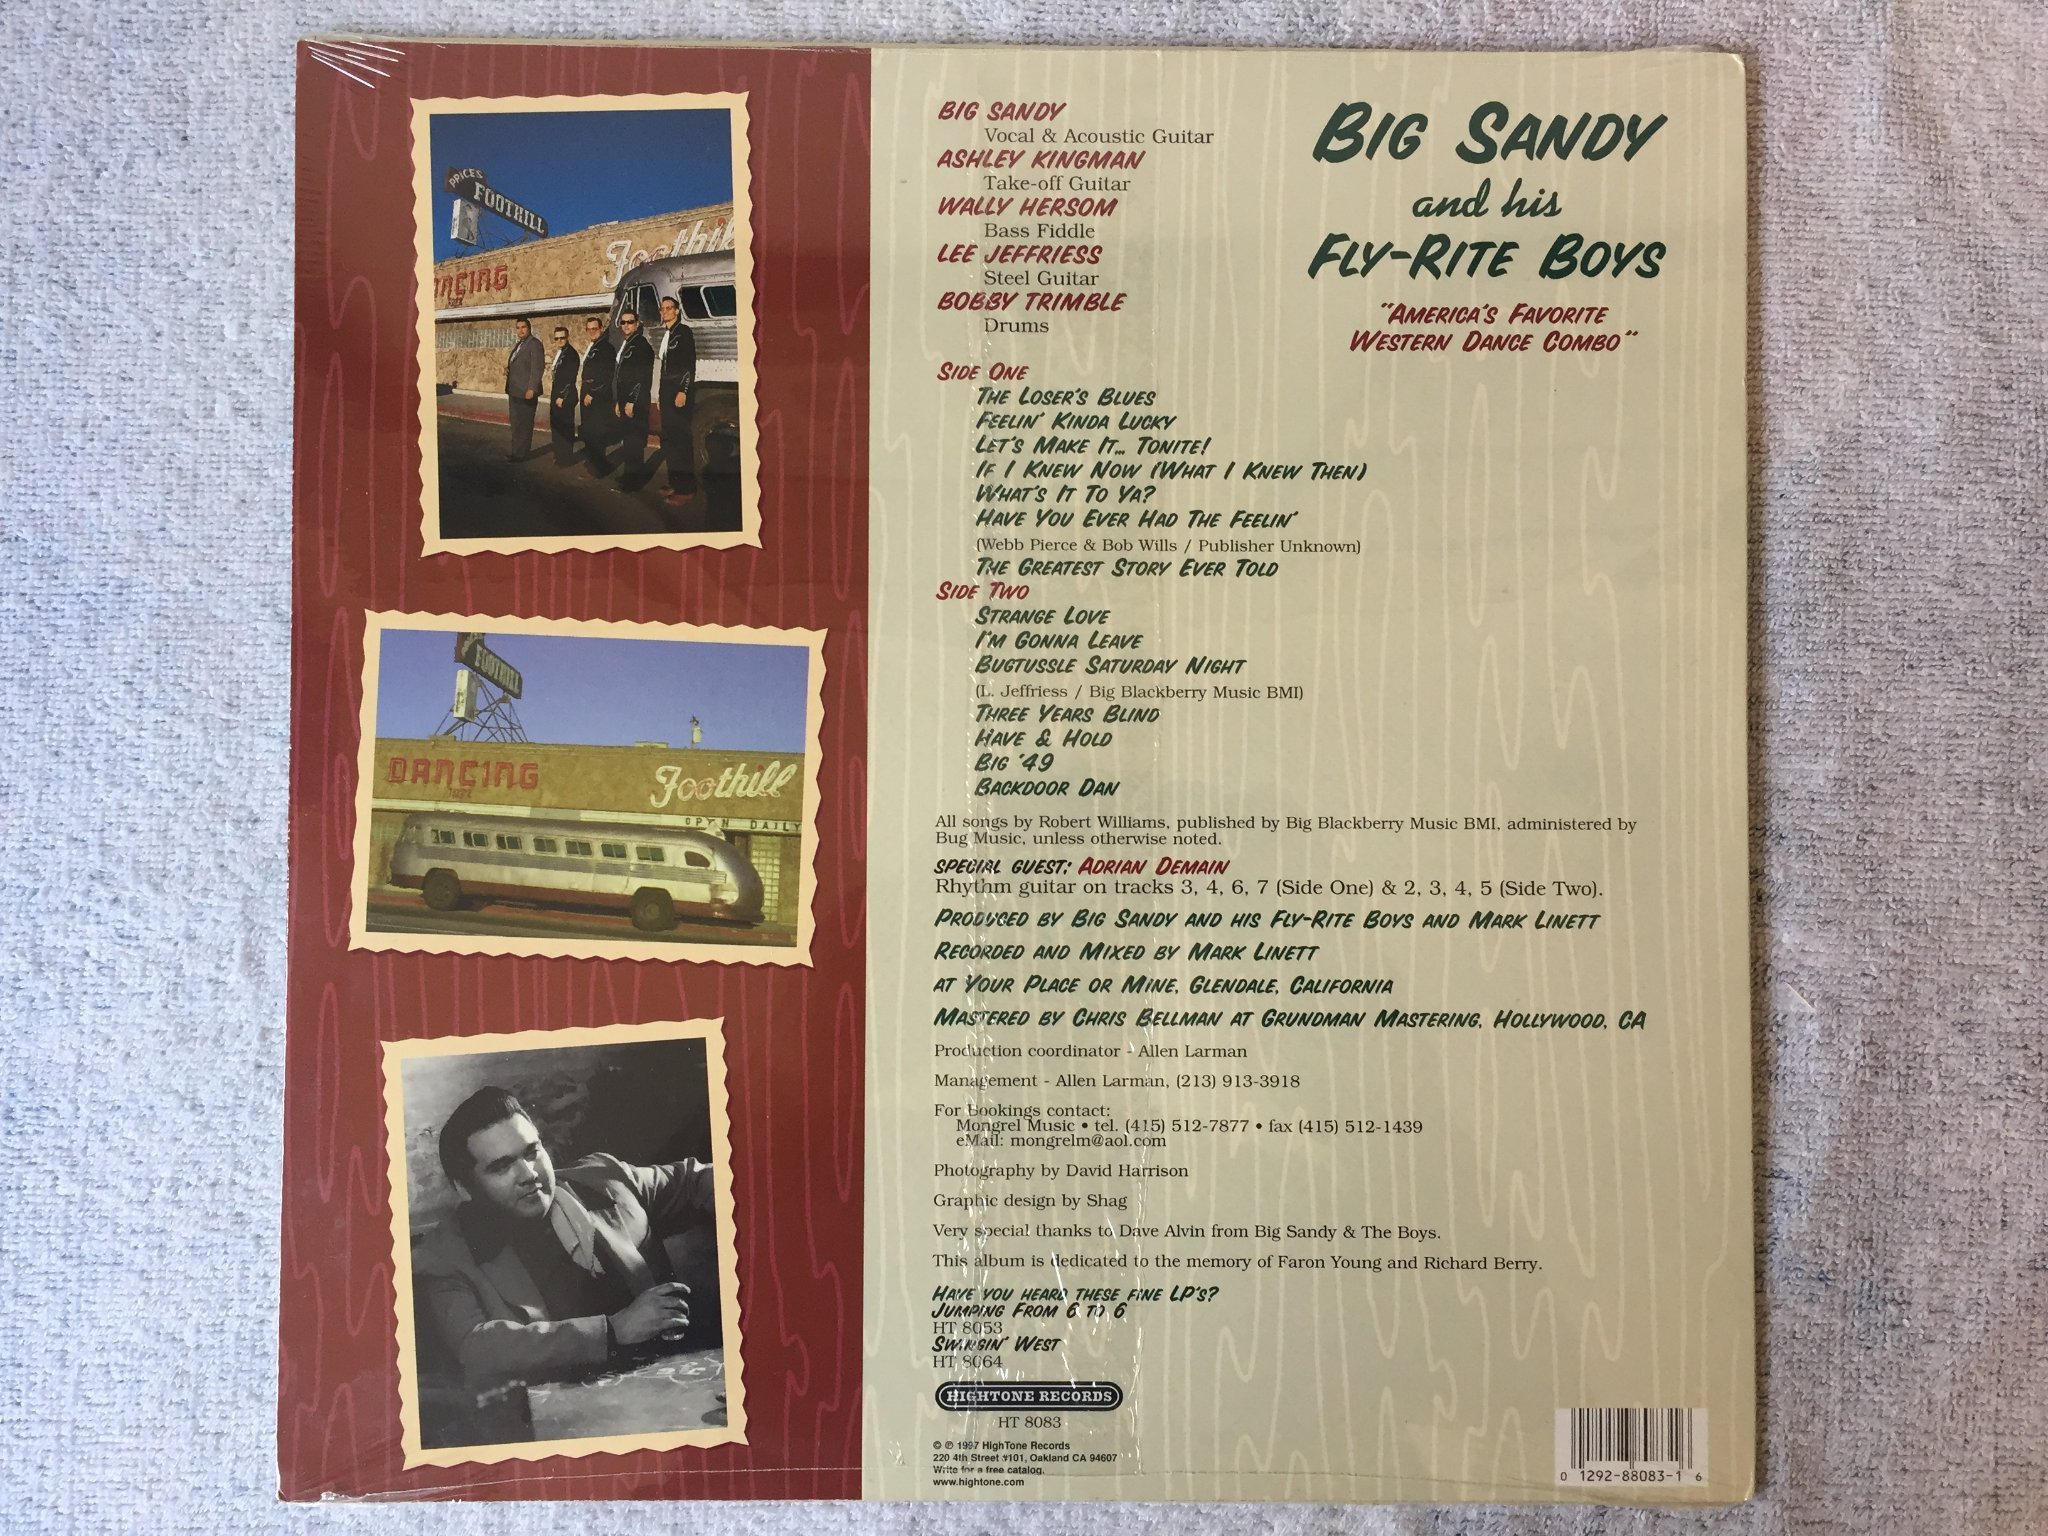 PRICES
FOOTHILL
Foothil
ANCING
FOOTHILL
DANCING
Foothill
OPEN DAILY
BIG SANDY
Vocal & Acoustic Guitar
ASHLEY KINGMAN
Take-off Guitar
WALLY HERSOM
Bass Fiddle
LEE JEFFRIESS
Steel Guitar
BOBBY TRIMBLE
Drums
BIG SANDY
and his
FLY-RITE BOYS
"AMERICA'S FAVORITE
WESTERN DANCE COMBO"
SIDE ONE
THE LOSER'S BLUES
FEELIN' KINDA LUCKY
LET'S MAKE IT... TONITE!
IF I KNEW NOW (WHAT I KNEW THEN)
WHAT'S IT TO YA?
HAVE YOU EVER HAD THE FEELIN'
(Webb Pierce & Bob Wills / Publisher Unknown)
THE GREATEST STORY EVER TOLD
SIDE TWO
STRANGE LOVE
I'M GONNA LEAVE
BUGTUSSLE SATURDAY NIGHT
(L. Jeffriess / Big Blackberry Music BMI)
THREE YEARS BLIND
HAVE & HOLD
BIG '49
BACKDOOR DAN
All songs by Robert Williams, published by Big Blackberry Music BMI, administered by
Bug Music, unless otherwise noted.
SPECIAL GUEST: ADRIAN DEMAIN
Rhythm guitar on tracks 3, 4, 6, 7 (Side One) & 2, 3, 4, 5 (Side Two).
PRODUCED BY BIG SANDY AND HIS FLY-RITE BOYS AND MARK LINETT
RECORDED AND MIXED BY MARK LINETT
AT YOUR PLACE OR MINE, GLENDALE, CALIFORNIA
MASTERED BY CHRIS BELLMAN AT GRUNDMAN MASTERING, HOLLYWOOD, CA
Production coordinator - Allen Larman
Management - Allen Larman, (213) 913-3918
For Bookings contact:
Mongrel Music • tel. (415) 512-7877 • fax (415) 512-1439
eMail: mongrelm@aol.com
Photography by David Harrison
Graphic design by Shag
Very special thanks to Dave Alvin from Big Sandy & The Boys.
This album is dedicated to the memory of Faron Young and Richard Berry.
HAVE YOU HEARD THESE FINE LP'S?
JUMPING FROM 6 TO 6
HT 8053
SWINGIN' WEST
HT 8064
HIGHTONE RECORDS
HT 8083
© ℗ 1997 HighTone Records
220 4th Street #101, Oakland CA 94607
Write for a free catalog.
www.hightone.com
0 1292-88083-1 6